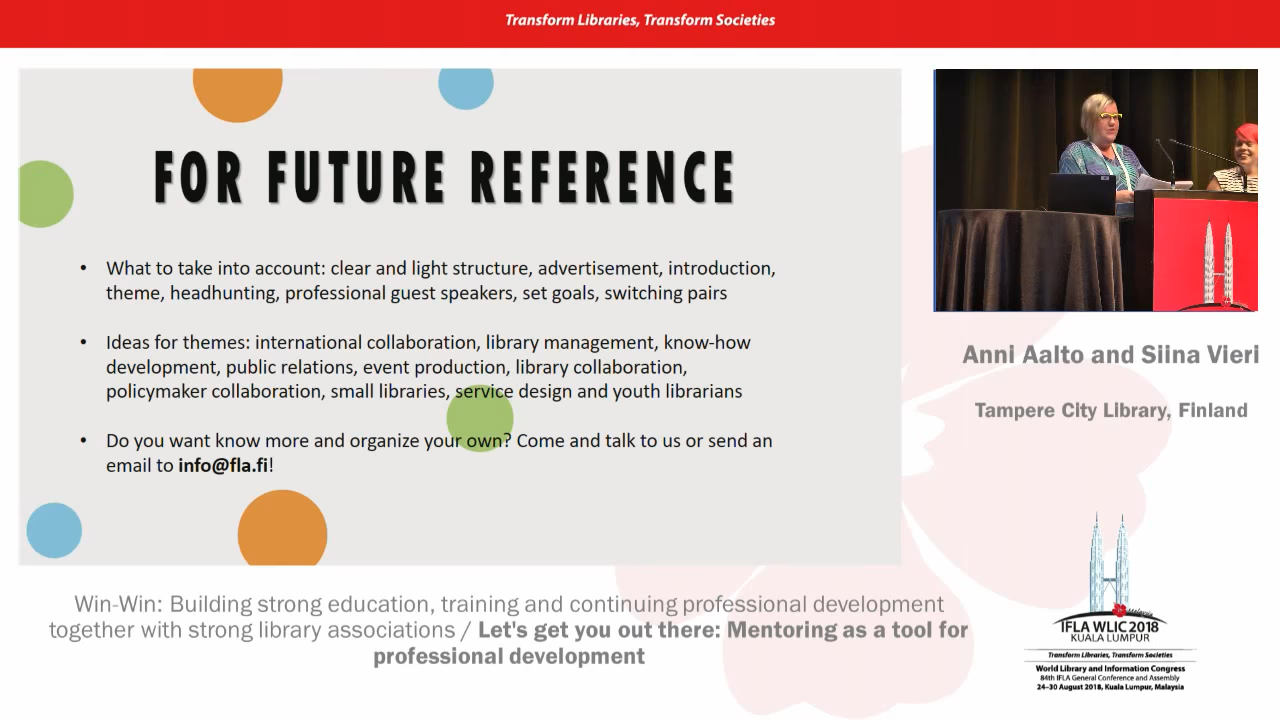 Transform Libraries, Transform Societies
FOR FUTURE REFERENCE
• What to take into account: clear and light structure, advertisement, introduction,
theme, headhunting, professional guest speakers, set goals, switching pairs
• Ideas for themes: international collaboration, library management, know-how
development, public relations, event production, library collaboration,
policymaker collaboration, small libraries, service design and youth librarians
• Do you want know more and organize your own? Come and talk to us or send an
email to info@fla.fi!
Anni Aalto and Siina Vieri
Tampere City Library, Finland
Win-Win: Building strong education, training and continuing professional development
together with strong library associations / Let's get you out there: Mentoring as a tool for
professional development
Malaysia
IFLA WLIC 2018
KUALA LUMPUR
Transform Libraries, Transform Societies
World Library and Information Congress
84th IFLA General Conference and Assembly
24–30 August 2018, Kuala Lumpur, Malaysia